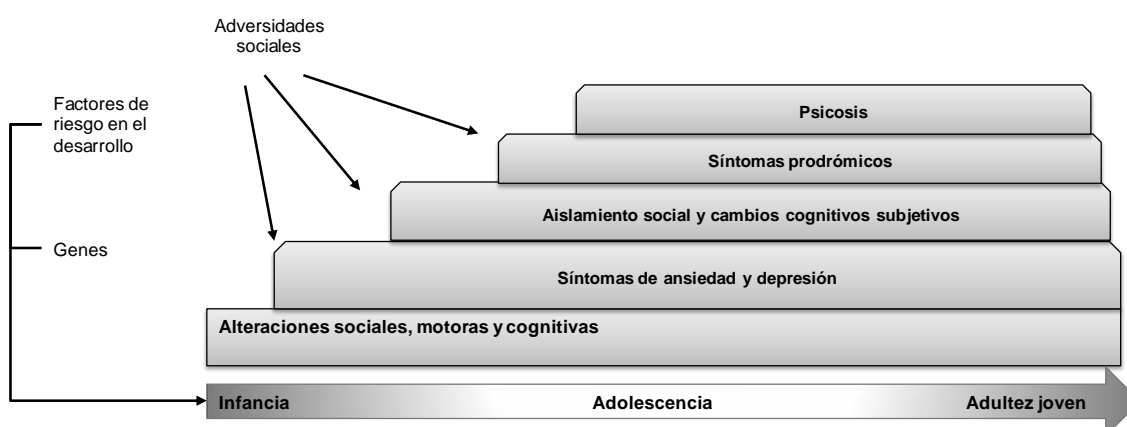 Adversidades
sociales
Factores de
riesgo en el
desarrollo
Genes
Psicosis
Síntomas prodrómicos
Aislamiento social y cambios cognitivos subjetivos
Síntomas de ansiedad y depresión
Alteraciones sociales, motoras y cognitivas
Infancia
Adolescencia
Adultez joven